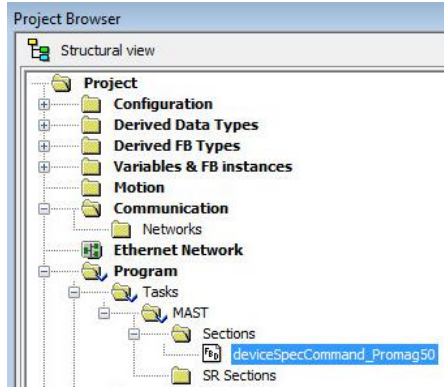 Project Browser
Structural view
Project
Configuration
Derived Data Types
Derived FB Types
Variables & FB instances
Motion
Communication
Networks
Ethernet Network
Program
Tasks
MAST
Sections
FBD deviceSpecCommand_Promag50
SR Sections